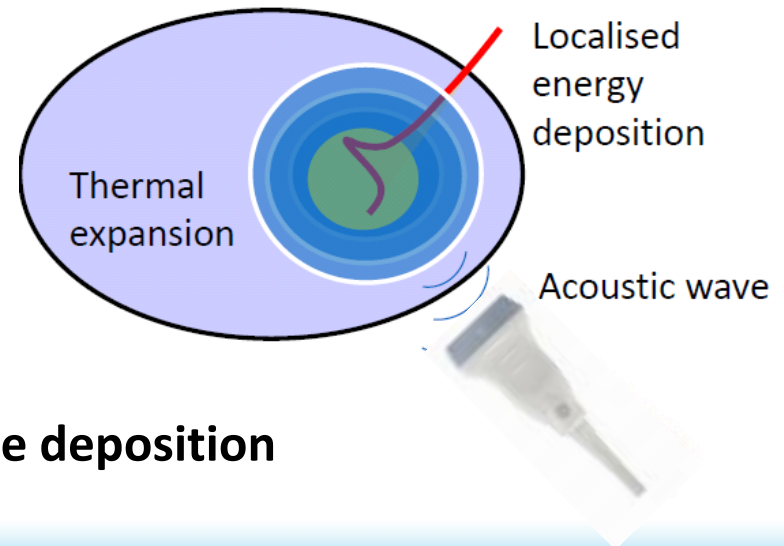 Localised
energy
deposition
Thermal
expansion
Acoustic wave
e deposition